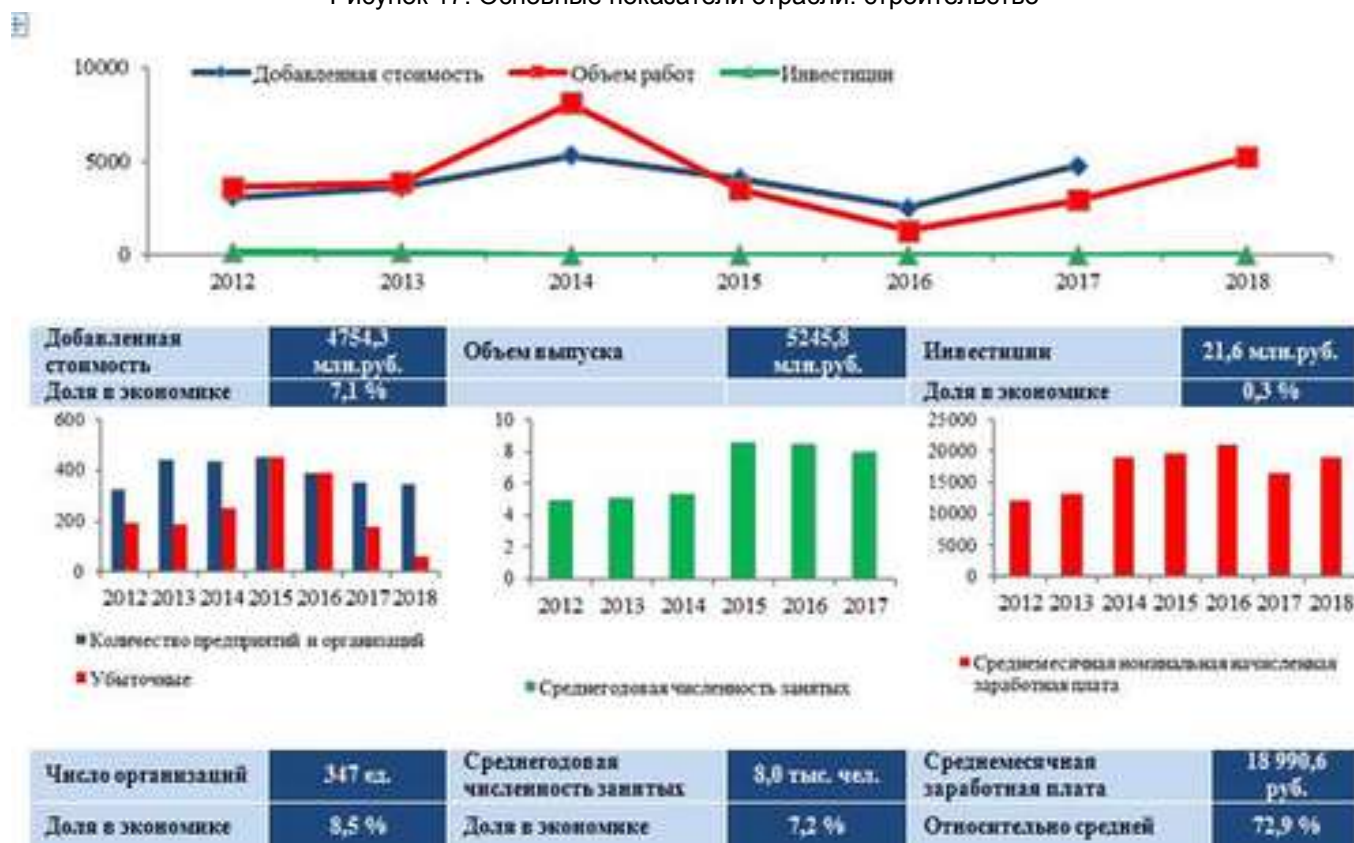 Рисунок 17. Основные показатели отрасли: строительство
Добавленная стоимость Объем работ Инвестиции
10000
5000
0
2012 2013 2014 2015 2016 2017 2018
Добавленная стоимость
4754,3 млн.руб.
Объем выпуска
5245,8 млн.руб.
Инвестиции
21,6 млн.руб.
Доля в экономике
7,1 %
Доля в экономике
0,3 %
600
400
200
0
2012 2013 2014 2015 2016 2017 2018
Количество предприятий и организаций
Убыточные
10
8
6
4
2
0
2012 2013 2014 2015 2016 2017
Среднегодовая численность занятых
25000
20000
15000
10000
5000
0
2012 2013 2014 2015 2016 2017 2018
Среднемесячная номинальная начисленная
заработная плата
Число организаций
347 ед.
Среднегодовая
численность занятых
8,0 тыс. чел.
Среднемесячная
заработная плата
18 990,6
руб.
Доля в экономике
8,5 %
Доля в экономике
7,2 %
Относительно средней
72,9 %